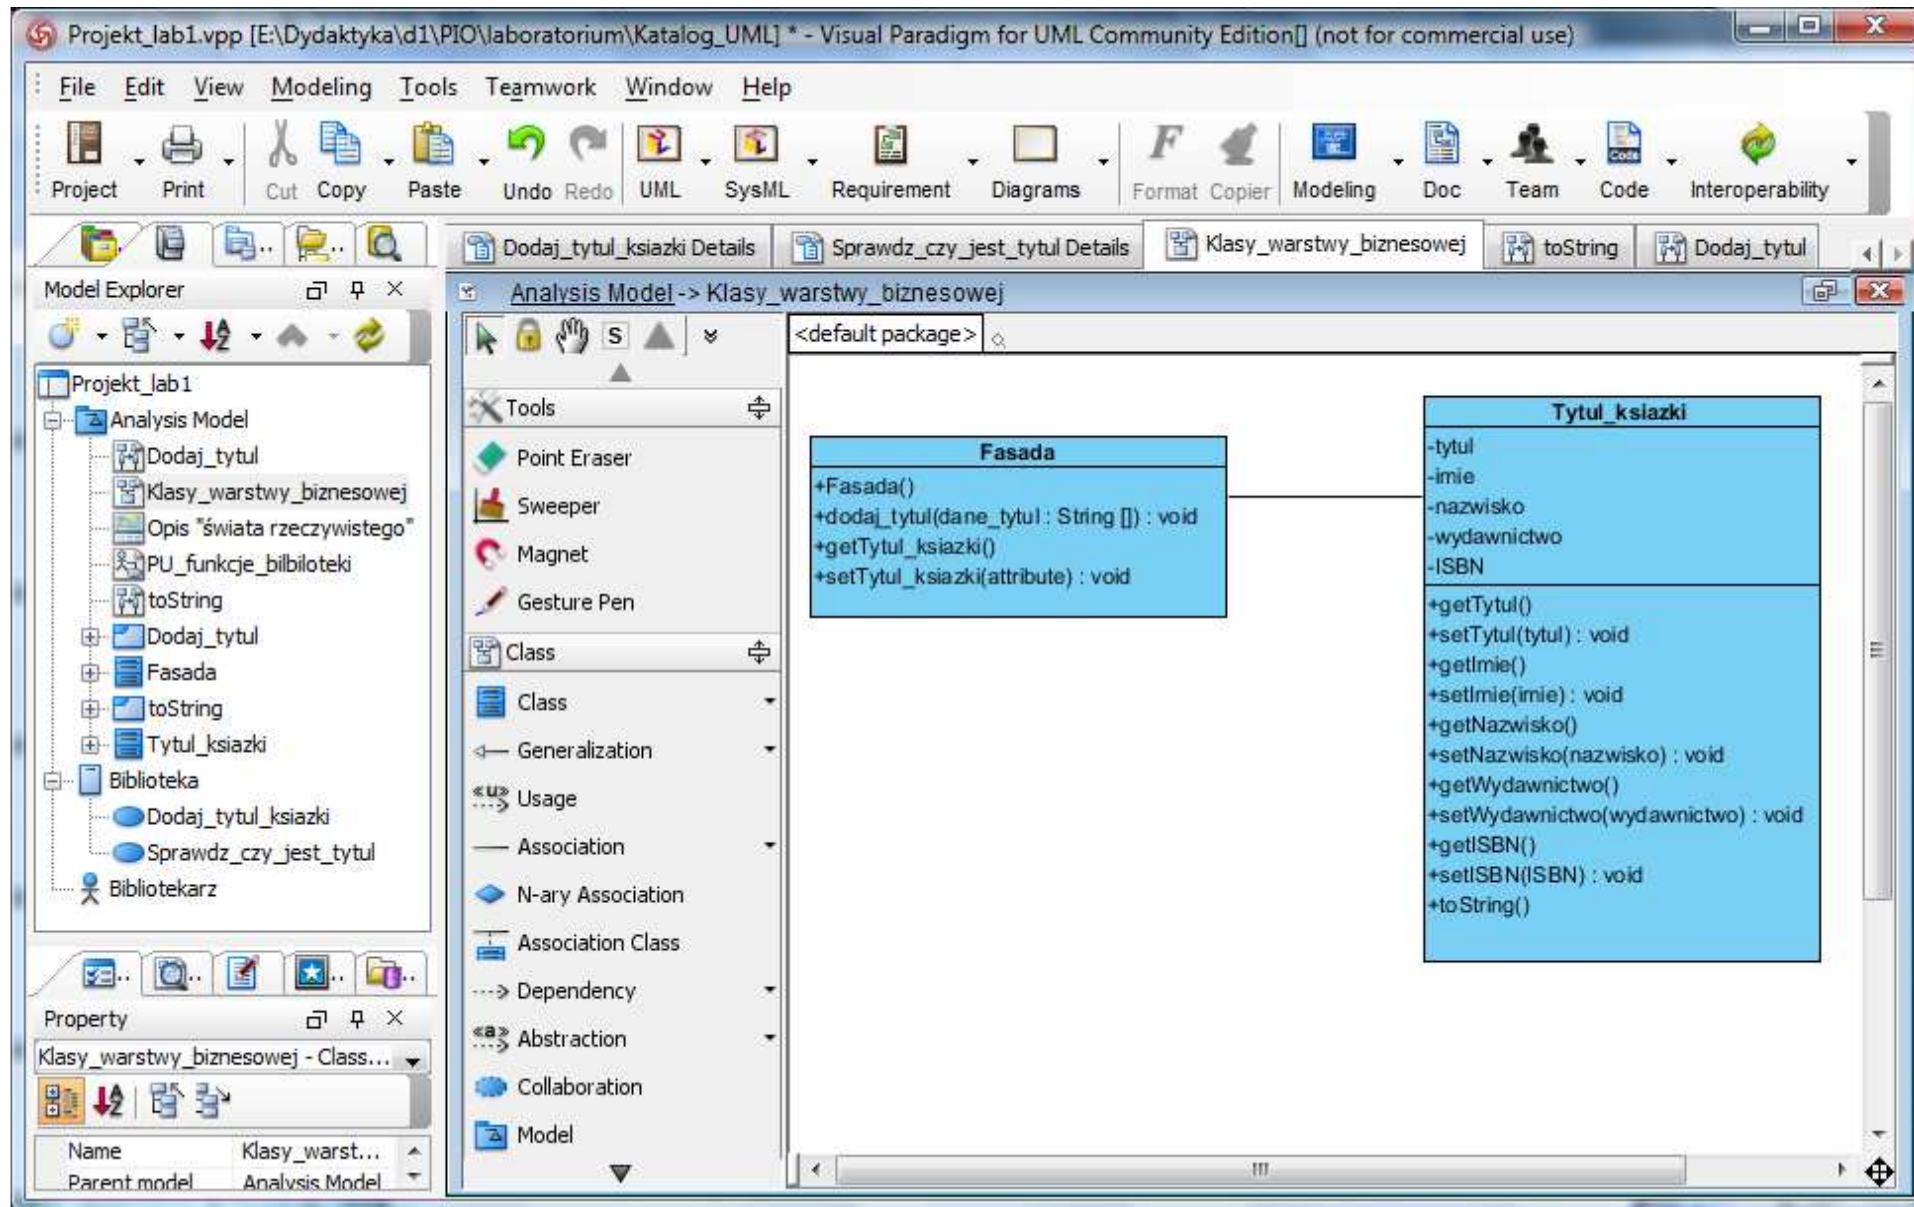 Projekt_lab1.vpp [E:\Dydaktyka\d1\PIO\laboratorium\Katalog_UML] * - Visual Paradigm for UML Community Edition[] (not for commercial use)
File Edit View Modeling Tools Teamwork Window Help
Project Print Cut Copy Paste Undo Redo UML SysML Requirement Diagrams Format Copier Modeling Doc Team Code Interoperability
Dodaj_tytul_ksiazki Details Sprawdz_czy_jest_tytul Details Klasy_warstwy_biznesowej toString Dodaj_tytul
Model Explorer
Projekt_lab1
Analysis Model
Dodaj_tytul
Klasy_warstwy_biznesowej
Opis "świata rzeczywistego"
PU_funkcje_bilbiloteki
toString
Dodaj_tytul
Fasada
toString
Tytul_ksiazki
Biblioteka
Dodaj_tytul_ksiazki
Sprawdz_czy_jest_tytul
Bibliotekarz
Property
Klasy_warstwy_biznesowej - Class...
Name Klasy_warst...
Parent model Analysis Model
Analysis Model -> Klasy_warstwy_biznesowej
S
<default package>
Tools
Point Eraser
Sweeper
Magnet
Gesture Pen
Class
Class
Generalization
«U» Usage
Association
N-ary Association
Association Class
Dependency
«a» Abstraction
Collaboration
Model
Fasada
+Fasada()
+dodaj_tytul(dane_tytul : String []) : void
+getTytul_ksiazki()
+setTytul_ksiazki(attribute) : void
Tytul_ksiazki
-tytul
-imie
-nazwisko
-wydawnictwo
-ISBN
+getTytul()
+setTytul(tytul) : void
+getImie()
+setImie(imie) : void
+getNazwisko()
+setNazwisko(nazwisko) : void
+getWydawnictwo()
+setWydawnictwo(wydawnictwo) : void
+getISBN()
+setISBN(ISBN) : void
+toString()